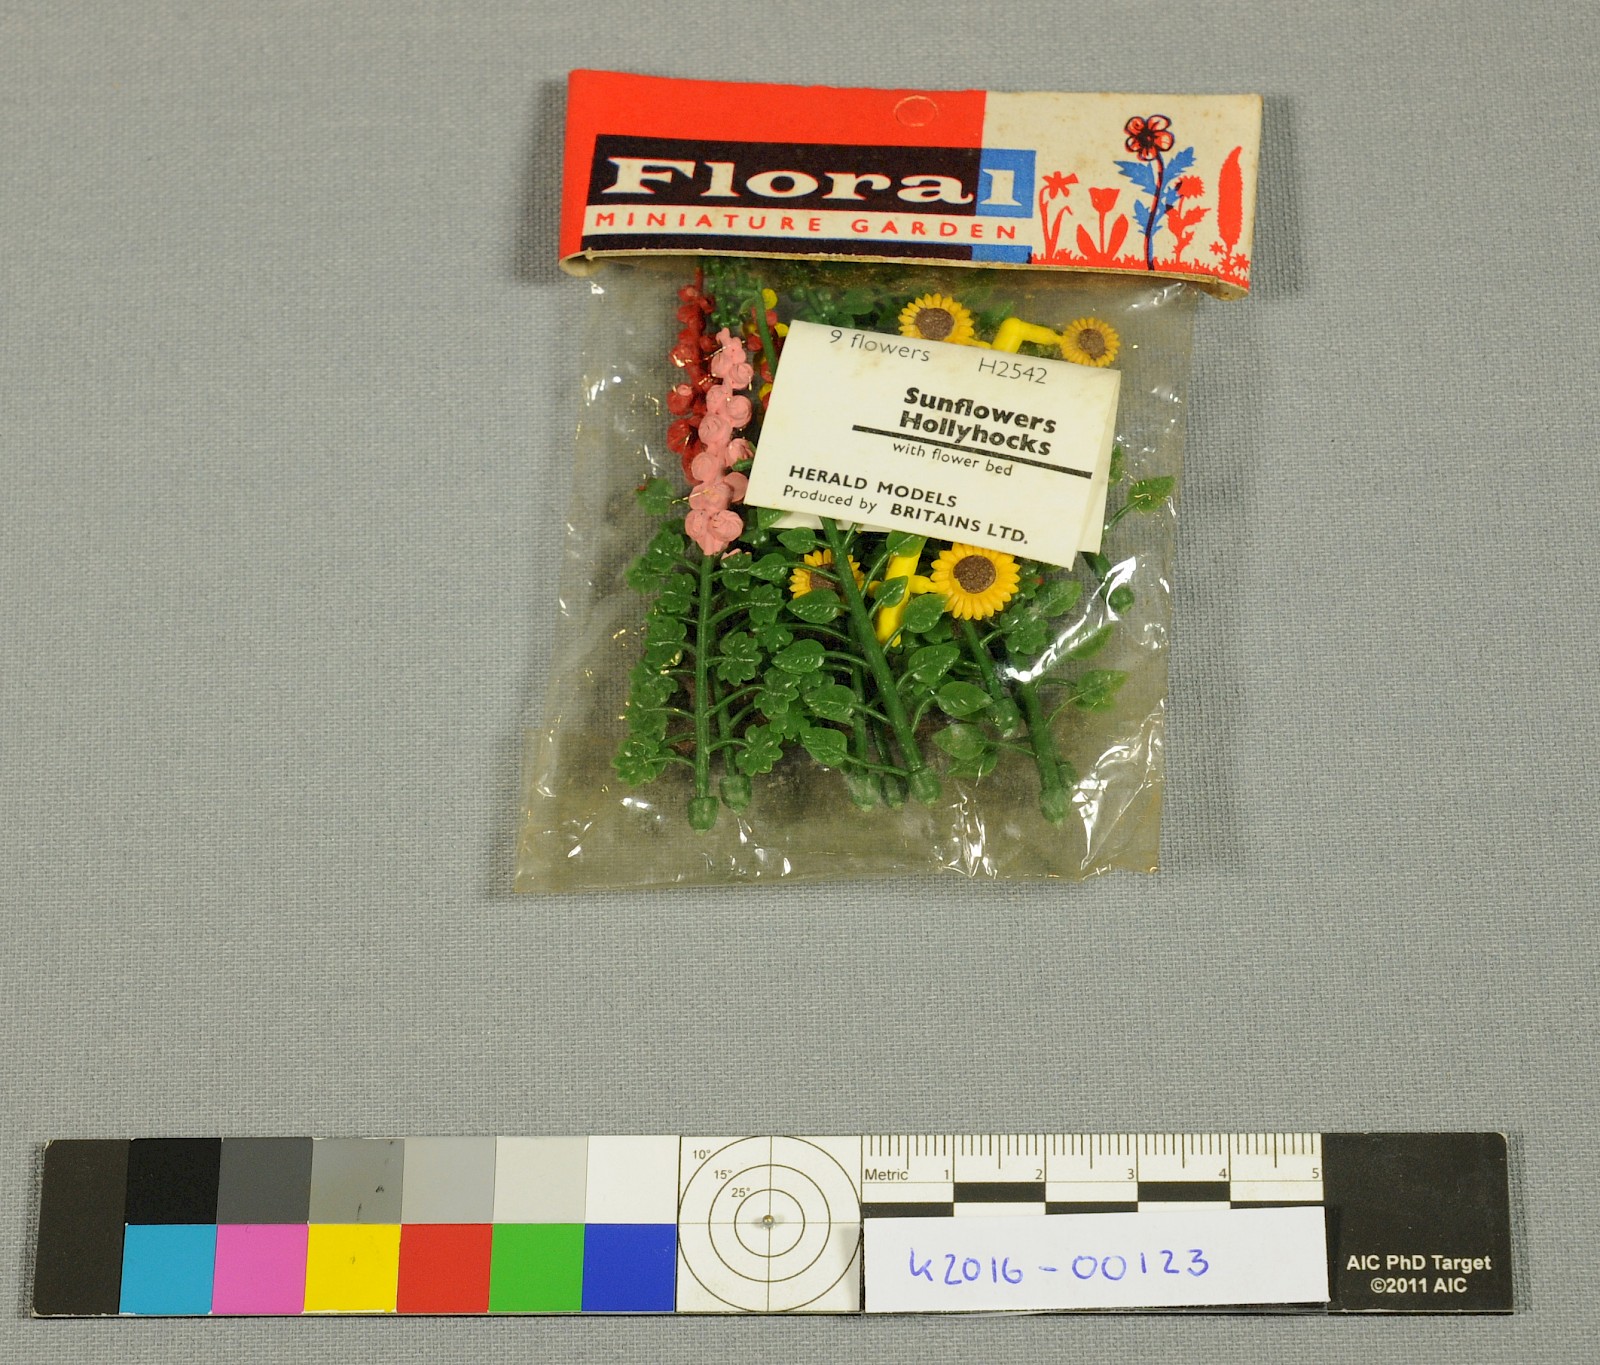 Floral
MINIATURE GARDEN
9 flowers H2542
Sunflowers
Hollyhocks
with flower bed
HERALD MODELS
Produced by BRITAINS LTD.
10°
15°
25°
Metric 1 2 3 4 5
K2016-00123
AIC PhD Target
©2011 AIC